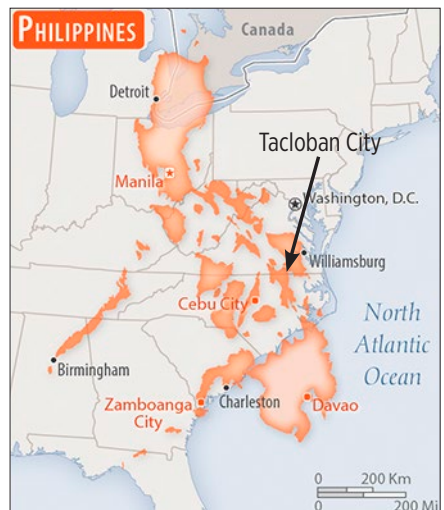 PHILIPPINES
Canada
Detroit
Tacloban City
Manila
Washington, D.C.
Williamsburg
Cebu City
North
Atlantic
Ocean
Birmingham
Zamboanga
City
Charleston
Davao
0 200 Km
0 200 Mi